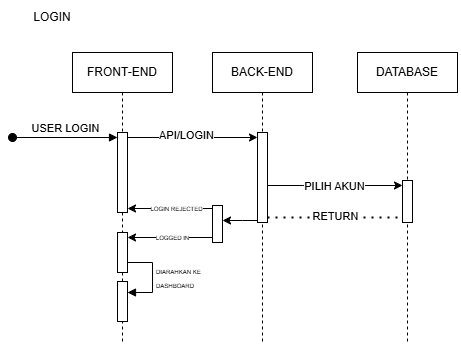 LOGIN
FRONT-END
BACK-END
DATABASE
USER LOGIN
API/LOGIN
PILIH AKUN
LOGIN REJECTED
RETURN
LOGGED IN
DIARAHKAN KE
DASHBOARD